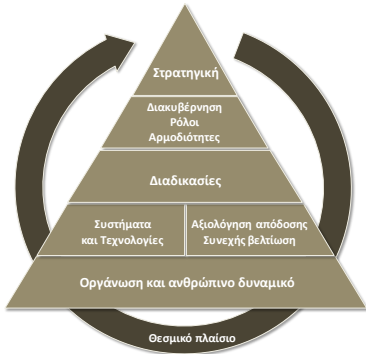 Στρατηγική
Διακυβέρνηση
Ρόλοι
Αρμοδιότητες
Διαδικασίες
Συστήματα
και Τεχνολογίες
Αξιολόγηση απόδοσης
Συνεχής βελτίωση
Οργάνωση και ανθρώπινο δυναμικό
Θεσμικό πλαίσιο